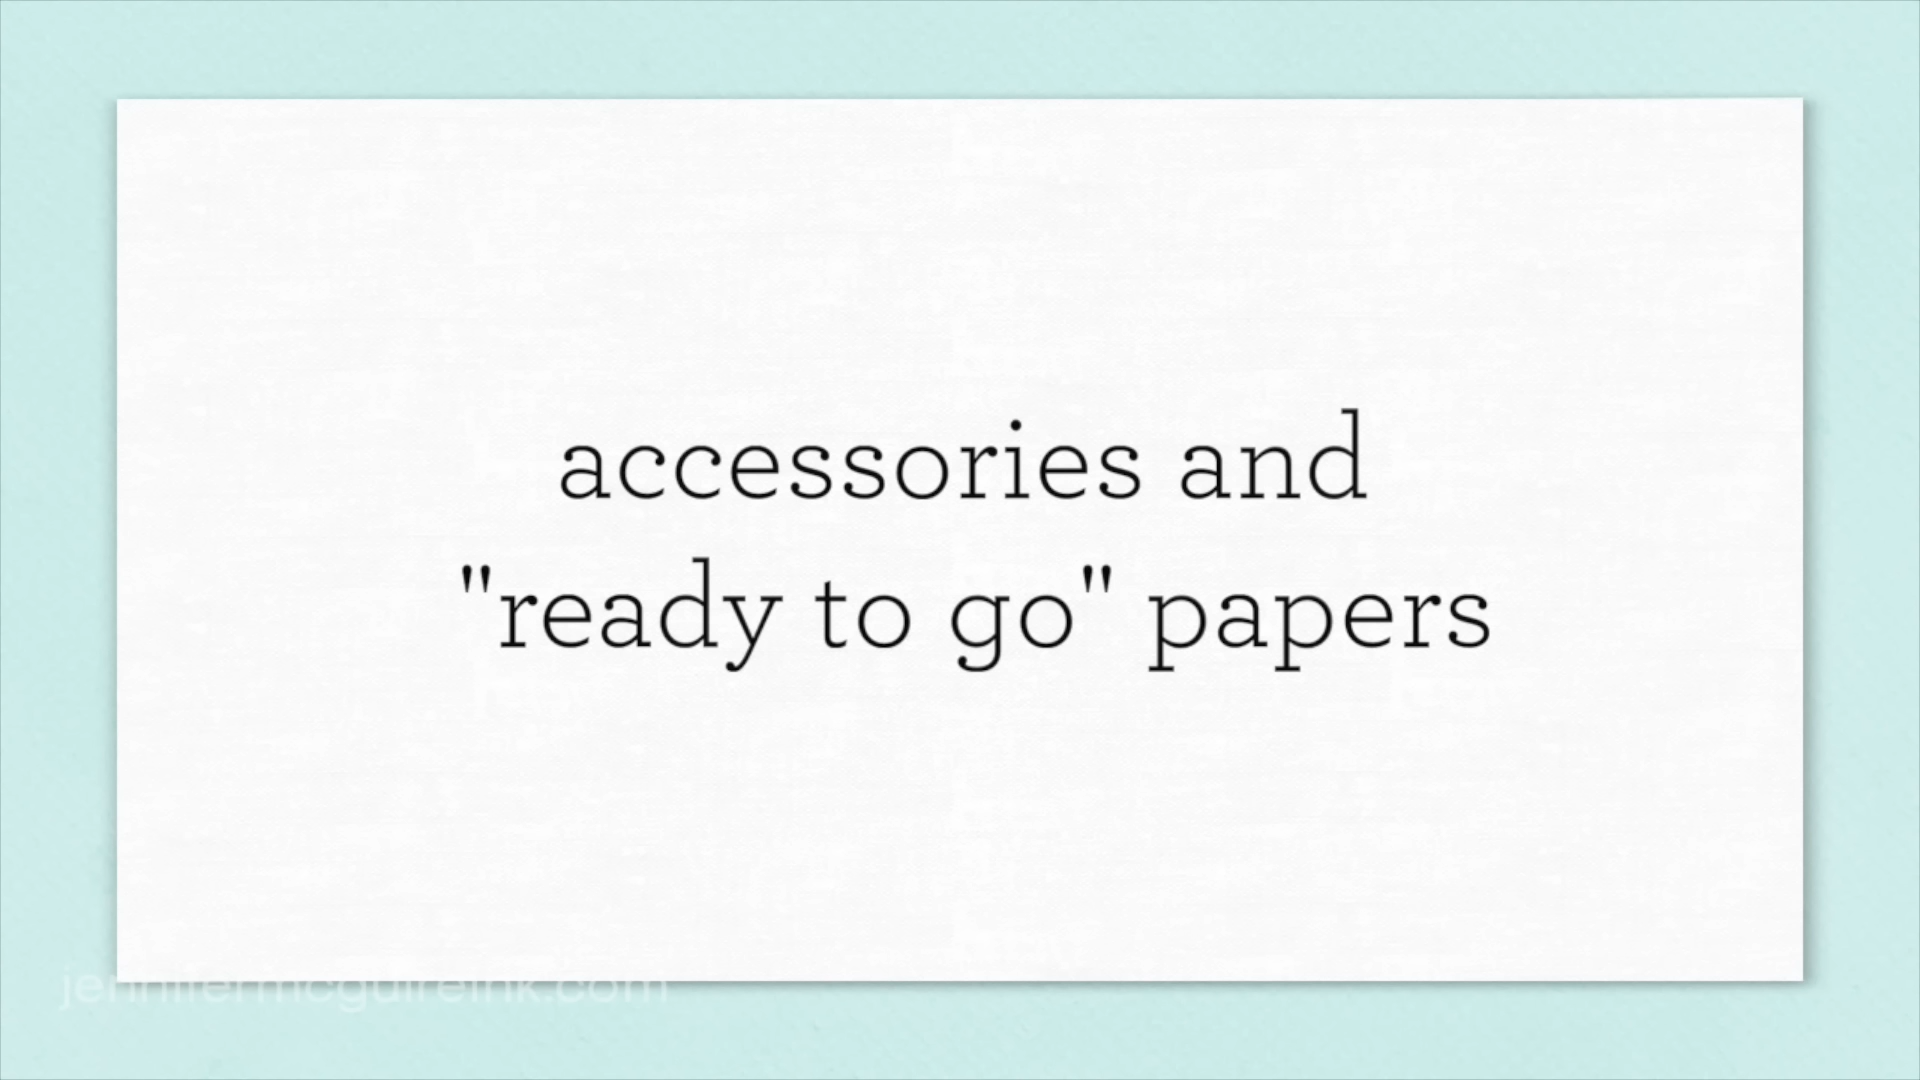 accessories and
"ready to go" papers
jennifermcguireink.com